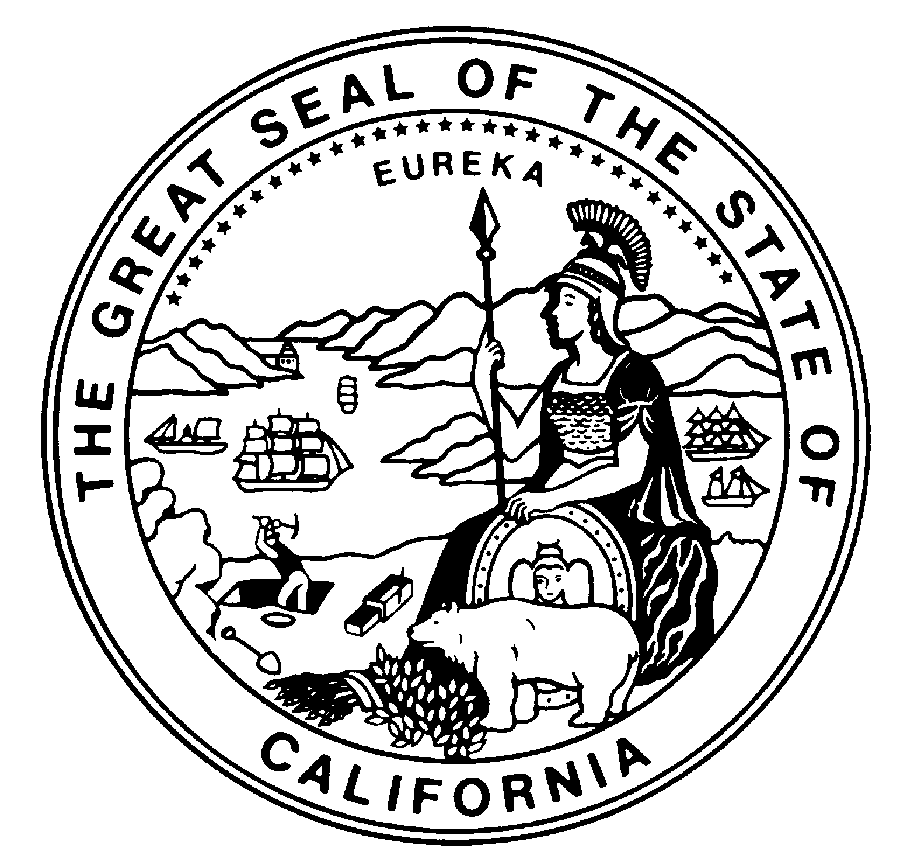 THE GREAT SEAL OF THE STATE OF
EUREKA
CALIFORNIA